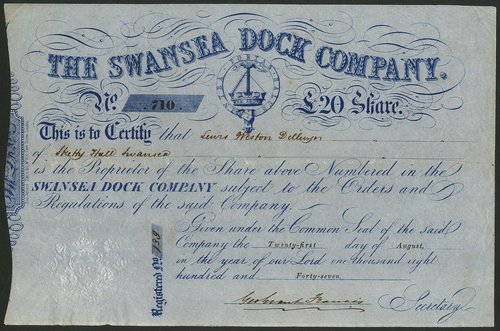 THE SWANSEA DOCK COMPANY.
No. 710. £20 Share.
This is to Certify that Lewis Weston Dillwyn
of Sketty Hall Swansea
is the Proprietor of the Share above Numbered in the
SWANSEA DOCK COMPANY subject to the Orders and
Regulations of the said Company.
Given under the Common Seal of the said
Company the Twenty-first day of August,
in the year of our Lord one thousand eight
hundred and Forty-seven.
Registered No.
Geo Grant Francis Secretary